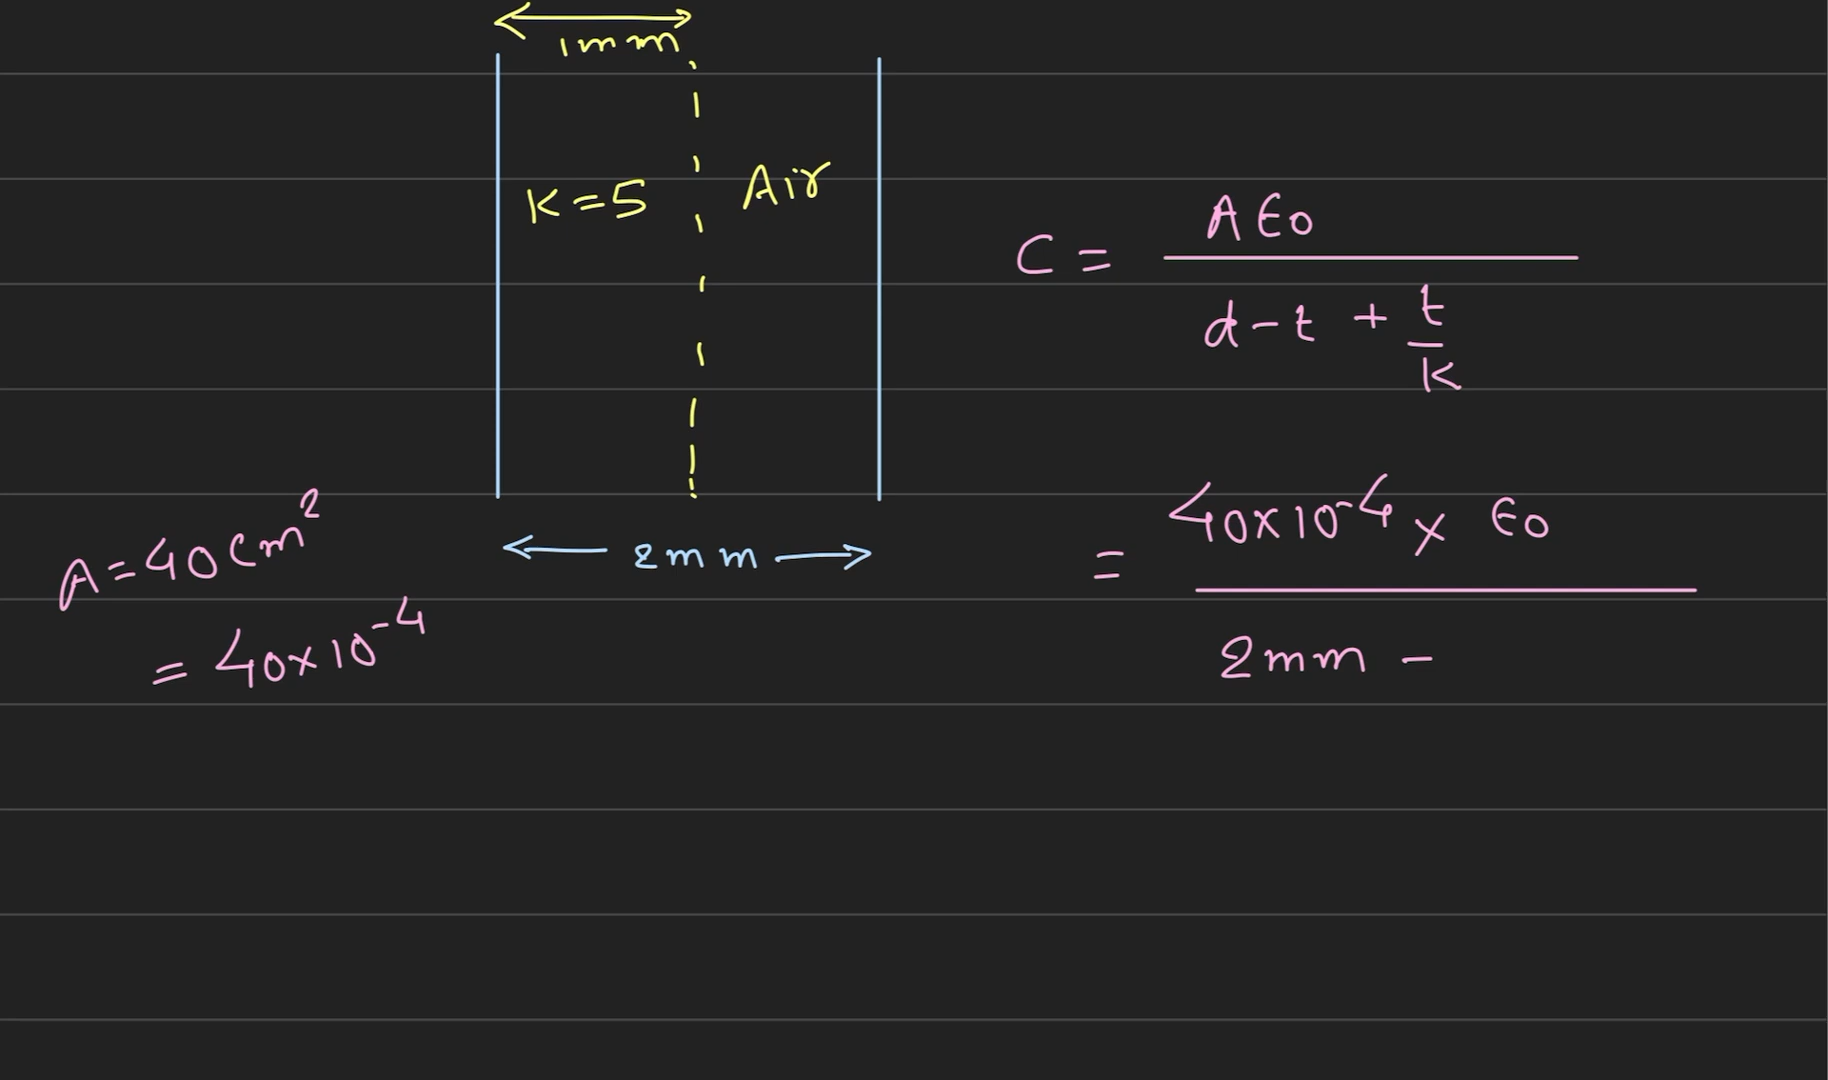 1mm
K=5 Air
2mm
A=40cm²
= 40×10⁻⁴
C = Aϵ0
d-t + t
K
= 40×10⁻⁴ × ϵ0
2mm -